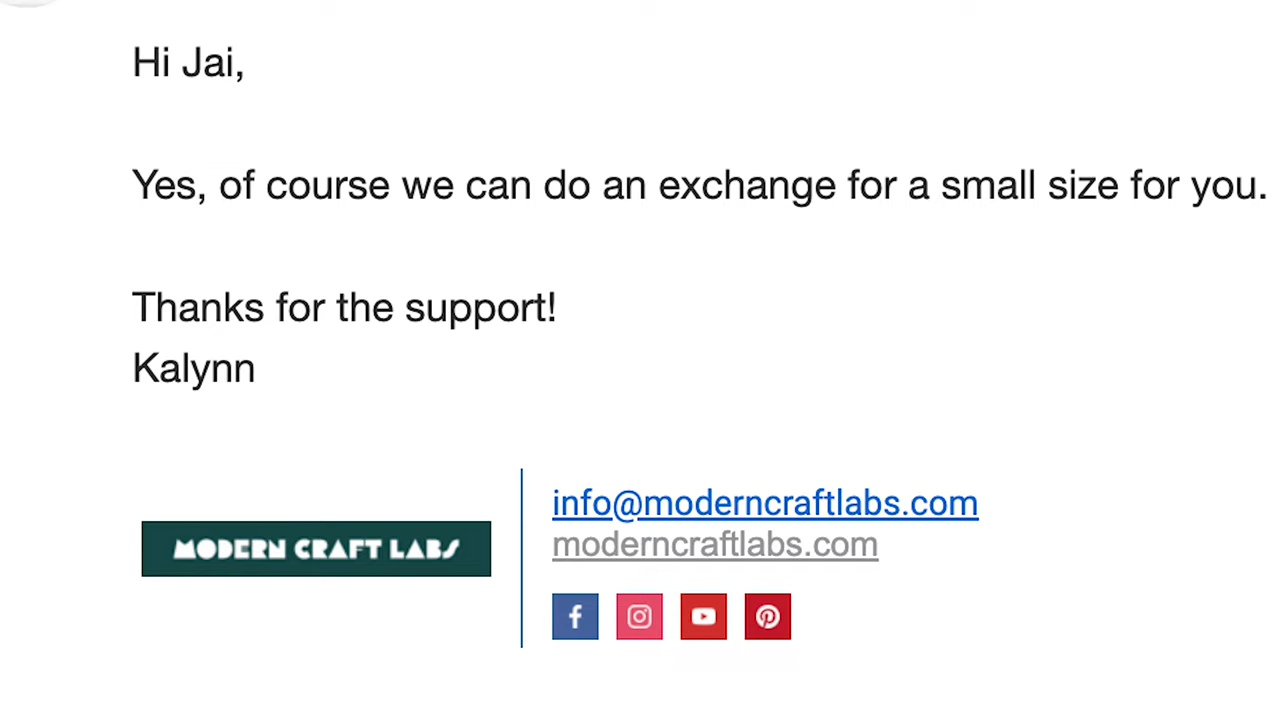 Hi Jai,
Yes, of course we can do an exchange for a small size for you.
Thanks for the support!
Kalynn
MODERN CRAFT LABS
info@moderncraftlabs.com
moderncraftlabs.com